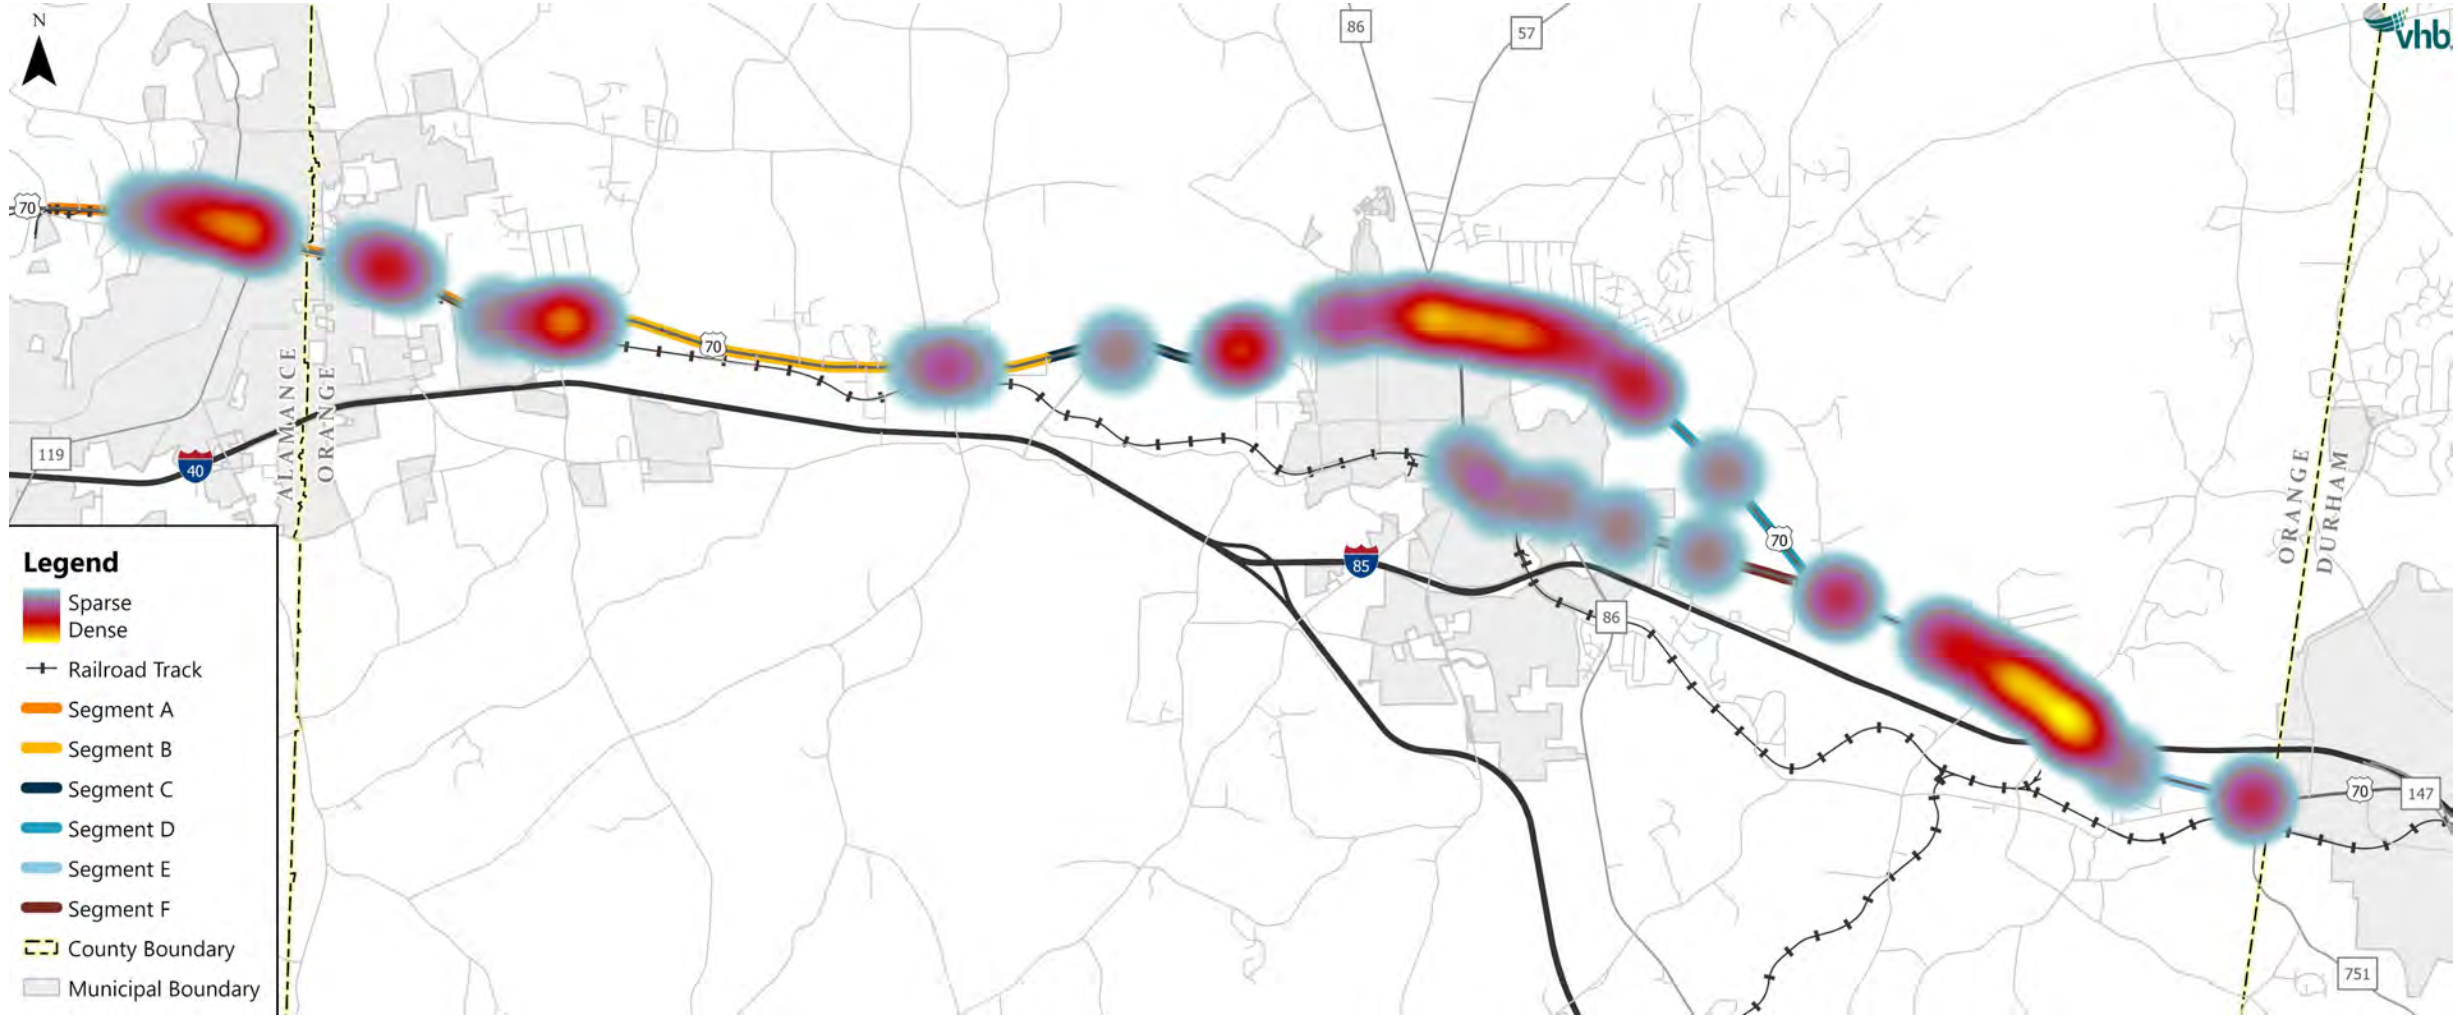 N
86
57
vhb
70
70
119
40
ALAMANCE
ORANGE
85
86
70
ORANGE
DURHAM
70
147
751
Legend
Sparse
Dense
Railroad Track
Segment A
Segment B
Segment C
Segment D
Segment E
Segment F
County Boundary
Municipal Boundary